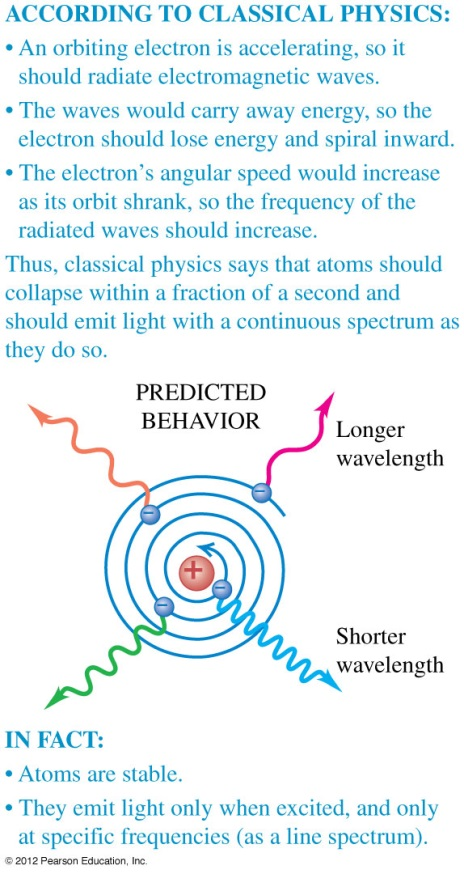 ACCORDING TO CLASSICAL PHYSICS:
• An orbiting electron is accelerating, so it
should radiate electromagnetic waves.
• The waves would carry away energy, so the
electron should lose energy and spiral inward.
• The electron's angular speed would increase
as its orbit shrank, so the frequency of the
radiated waves should increase.
Thus, classical physics says that atoms should
collapse within a fraction of a second and
should emit light with a continuous spectrum as
they do so.
PREDICTED
BEHAVIOR
Longer
wavelength
−
−
+
−
−
Shorter
wavelength
IN FACT:
• Atoms are stable.
• They emit light only when excited, and only
at specific frequencies (as a line spectrum).
© 2012 Pearson Education, Inc.